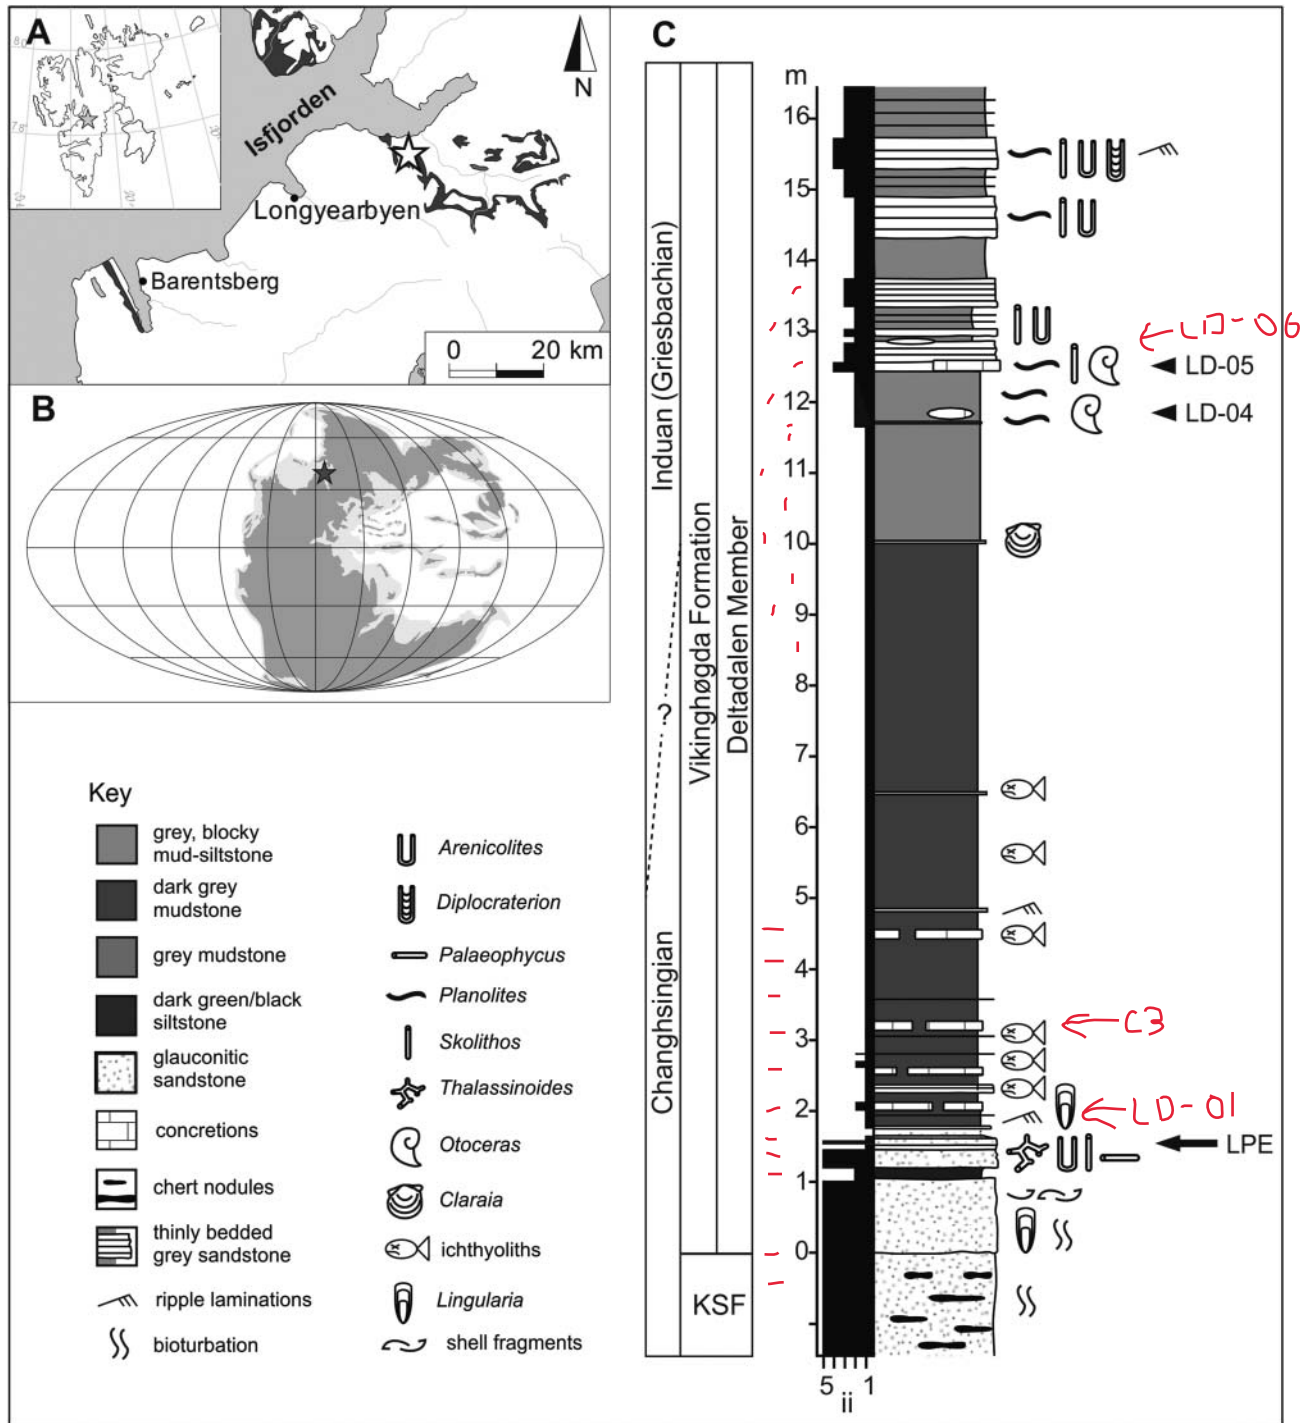 A
80
78
20
N
Isfjorden
Longyearbyen
Barentsberg
0 20 km
B
C
m
16
15
14
13
12
11
10
9
8
7
6
5
4
3
2
1
0
5 1
ii
Induan (Griesbachian)
?
Changhsingian
Vikinghøgda Formation
Deltadalen Member
KSF
LD-06
LD-05
LD-04
C3
LD-01
LPE
Key
grey, blocky
mud-siltstone
dark grey
mudstone
grey mudstone
dark green/black
siltstone
glauconitic
sandstone
concretions
chert nodules
thinly bedded
grey sandstone
ripple laminations
bioturbation
Arenicolites
Diplocraterion
Palaeophycus
Planolites
Skolithos
Thalassinoides
Otoceras
Claraia
ichthyoliths
Lingularia
shell fragments